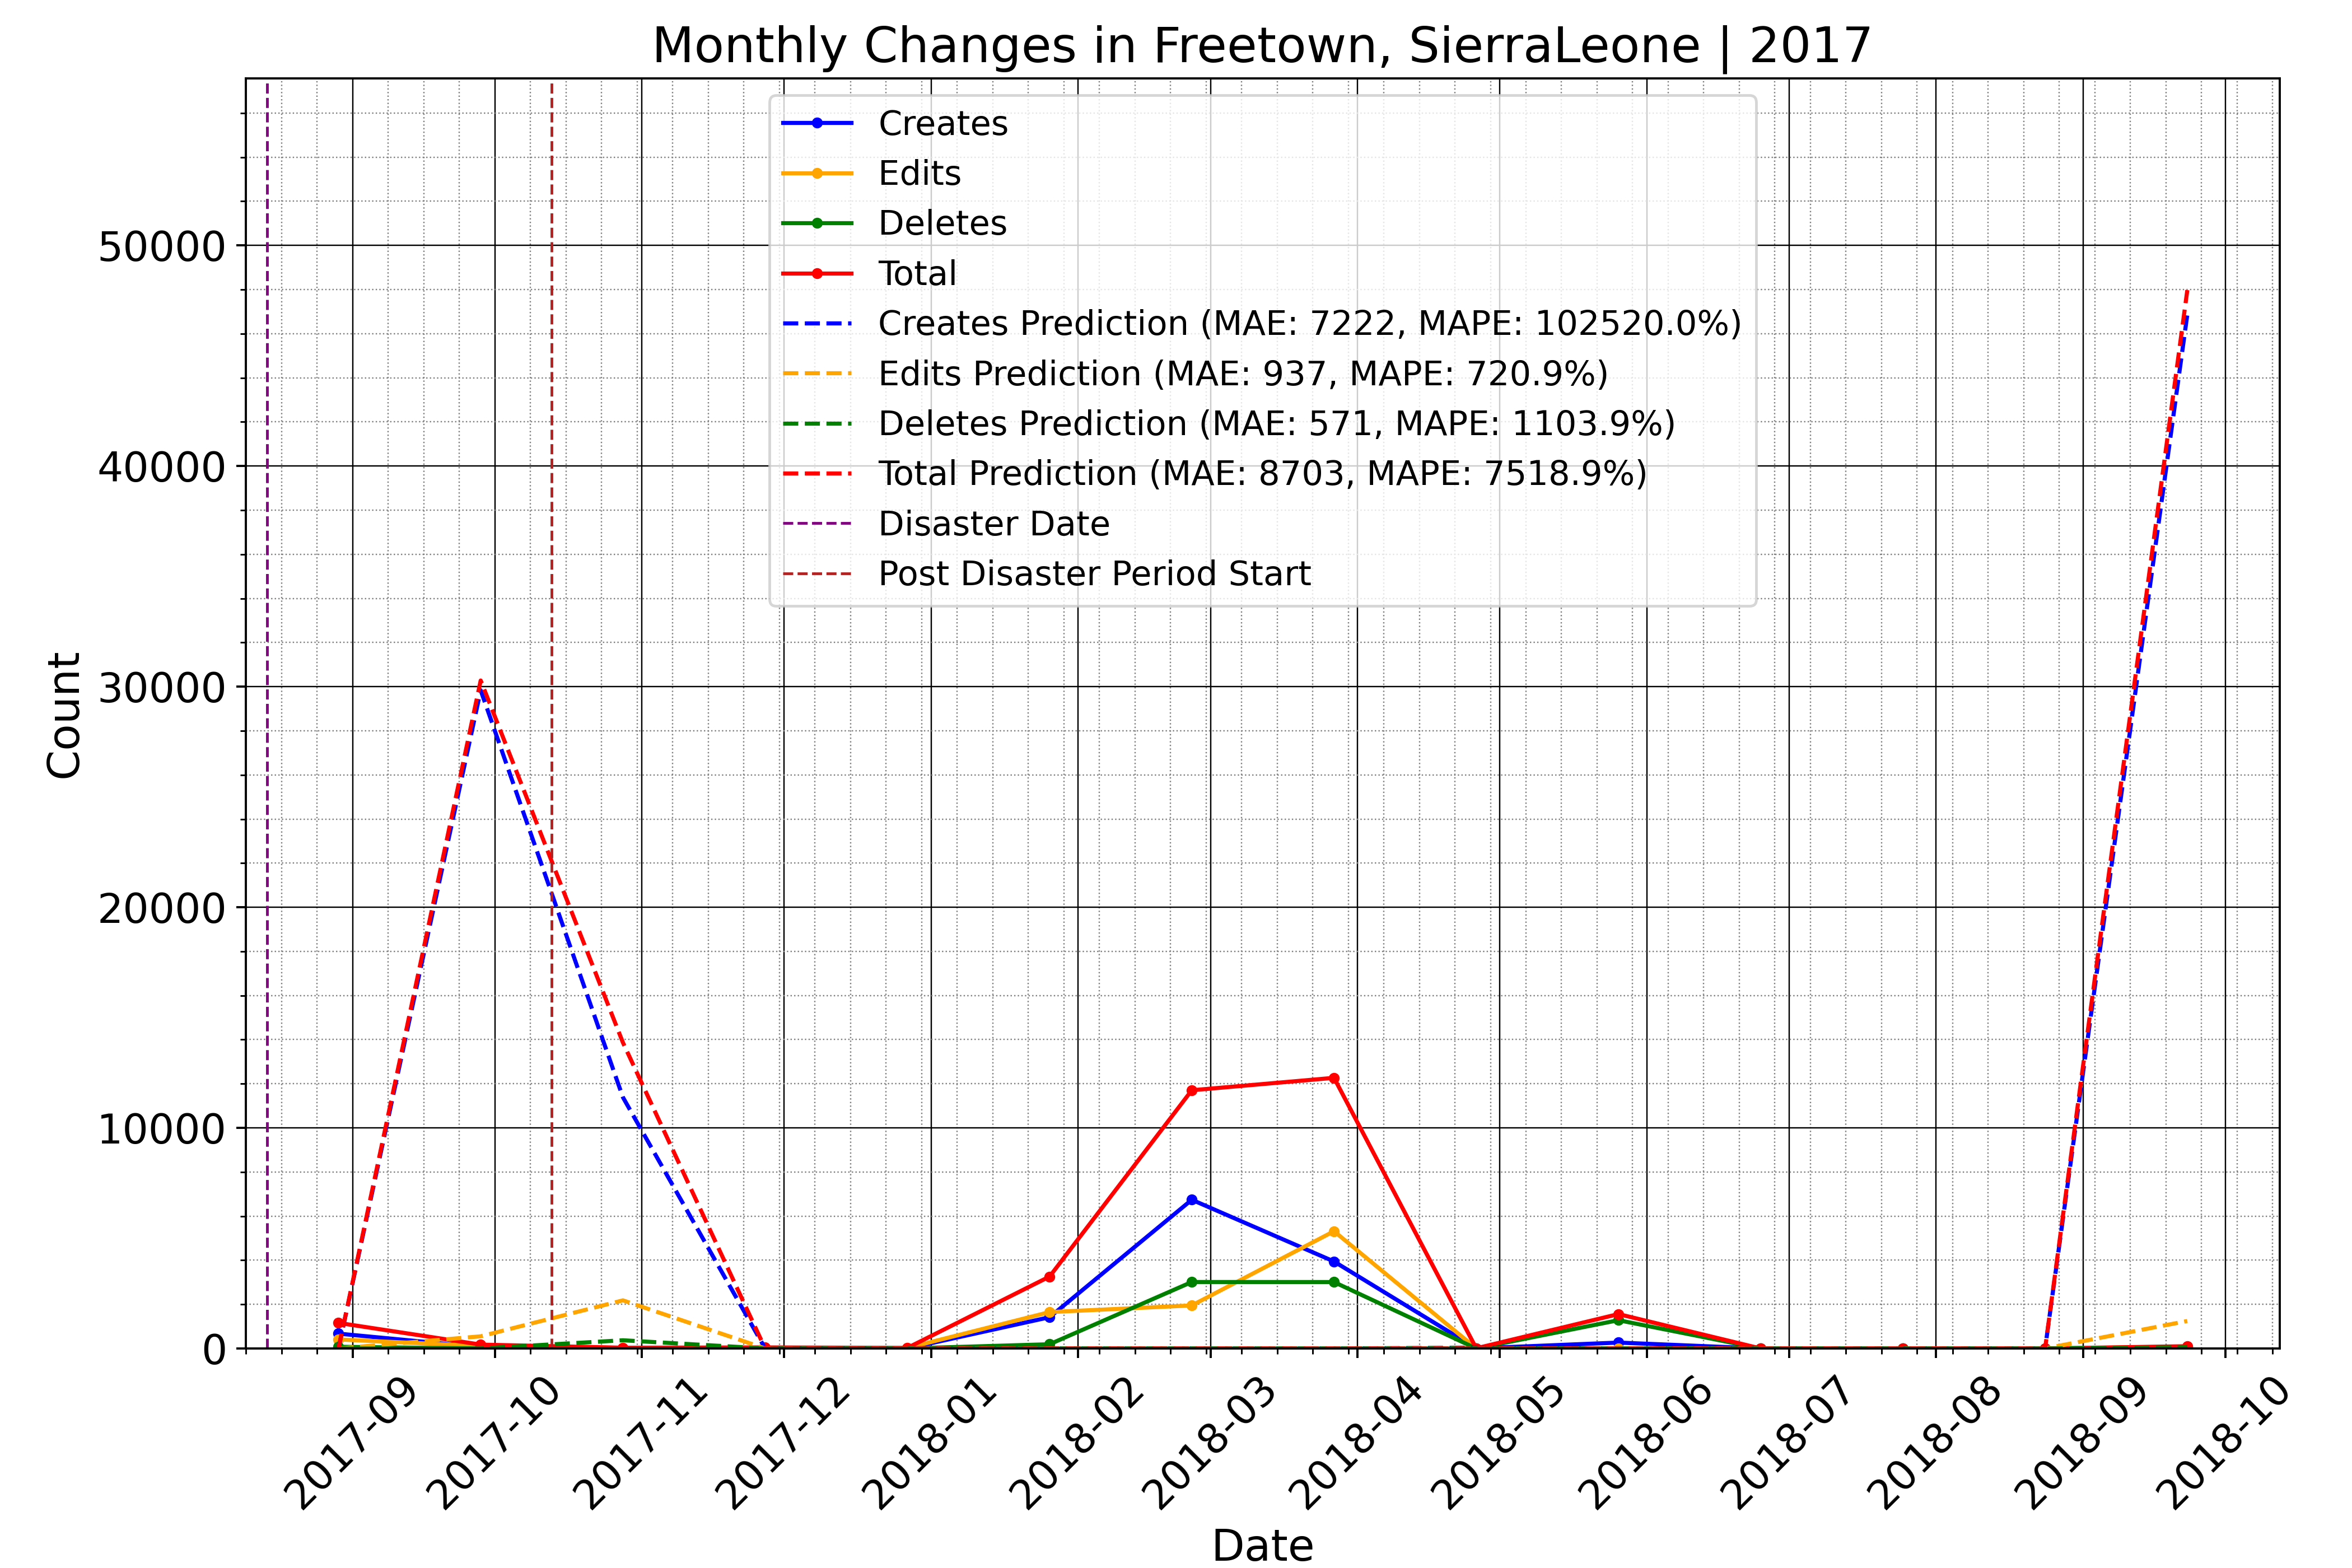 Monthly Changes in Freetown, SierraLeone | 2017
Creates
Edits
Deletes
Total
Creates Prediction (MAE: 7222, MAPE: 102520.0%)
Edits Prediction (MAE: 937, MAPE: 720.9%)
Deletes Prediction (MAE: 571, MAPE: 1103.9%)
Total Prediction (MAE: 8703, MAPE: 7518.9%)
Disaster Date
Post Disaster Period Start
Count
50000
40000
30000
20000
10000
0
2017-09
2017-10
2017-11
2017-12
2018-01
2018-02
2018-03
2018-04
2018-05
2018-06
2018-07
2018-08
2018-09
2018-10
Date